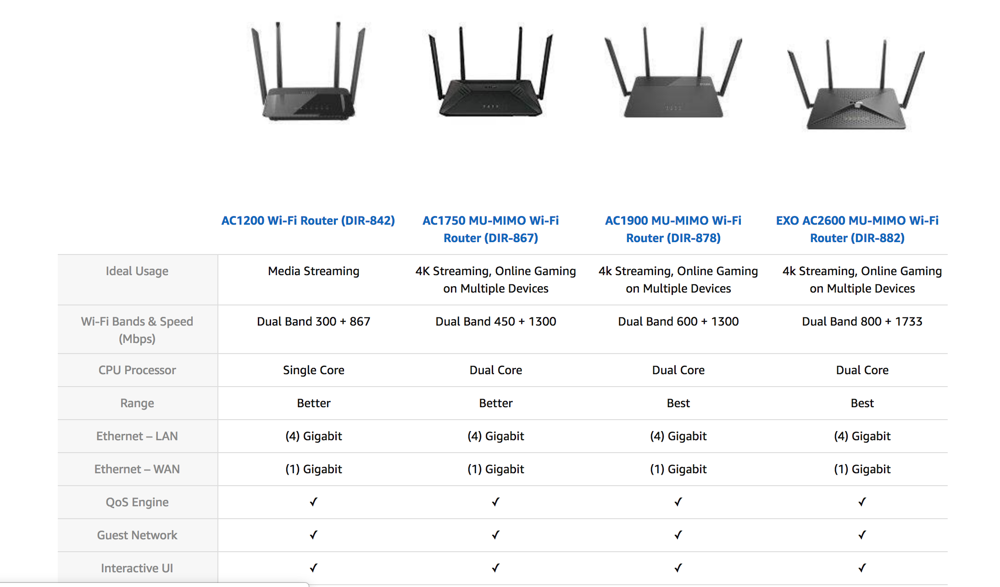 AC1200 Wi-Fi Router (DIR-842)
AC1750 MU-MIMO Wi-Fi
Router (DIR-867)
AC1900 MU-MIMO Wi-Fi
Router (DIR-878)
EXO AC2600 MU-MIMO Wi-Fi
Router (DIR-882)
Ideal Usage
Media Streaming
4K Streaming, Online Gaming
on Multiple Devices
4k Streaming, Online Gaming
on Multiple Devices
4k Streaming, Online Gaming
on Multiple Devices
Wi-Fi Bands & Speed
(Mbps)
Dual Band 300 + 867
Dual Band 450 + 1300
Dual Band 600 + 1300
Dual Band 800 + 1733
CPU Processor
Single Core
Dual Core
Dual Core
Dual Core
Range
Better
Better
Best
Best
Ethernet – LAN
(4) Gigabit
(4) Gigabit
(4) Gigabit
(4) Gigabit
Ethernet – WAN
(1) Gigabit
(1) Gigabit
(1) Gigabit
(1) Gigabit
QoS Engine
✓
✓
✓
✓
Guest Network
✓
✓
✓
✓
Interactive UI
✓
✓
✓
✓